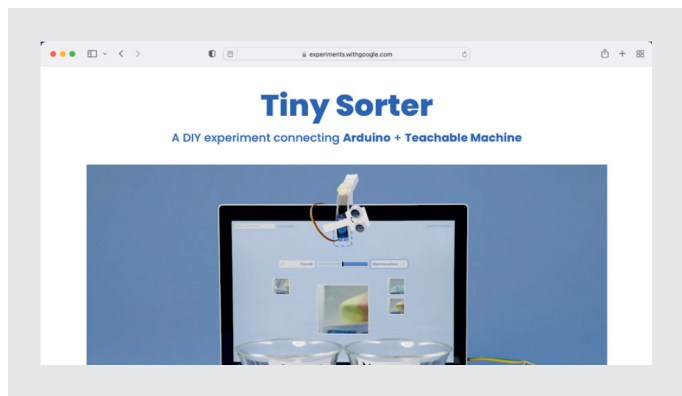 experiments.withgoogle.com
Tiny Sorter
A DIY experiment connecting Arduino + Teachable Machine